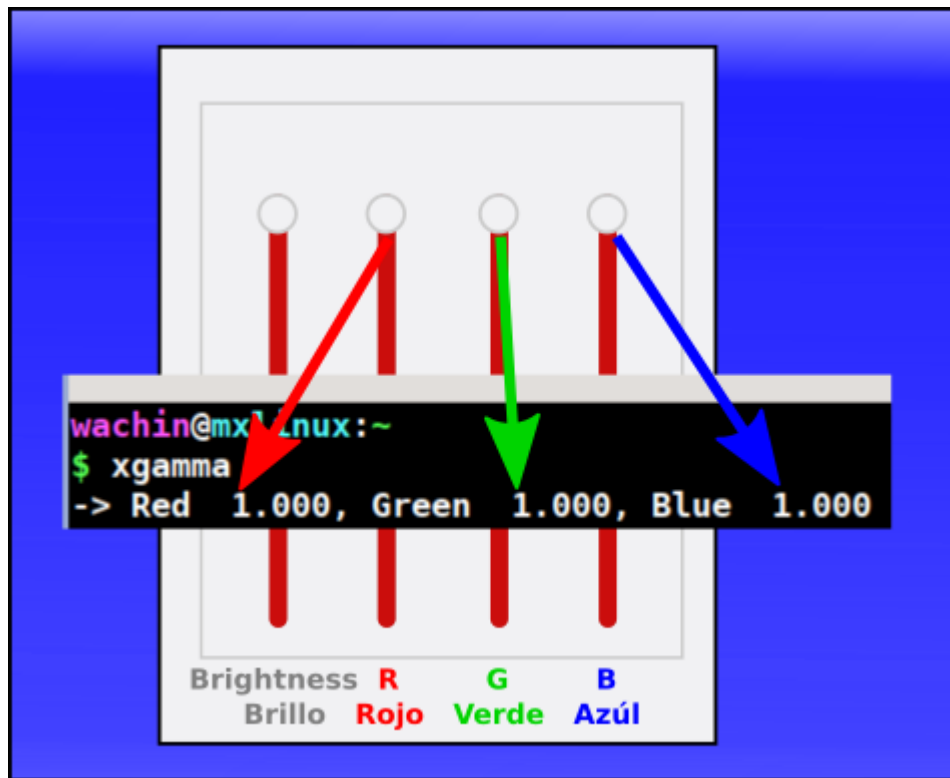 wachin@mxlinux:~
$ xgamma
-> Red  1.000, Green  1.000, Blue  1.000
Brightness R G B
Brillo Rojo Verde Azúl